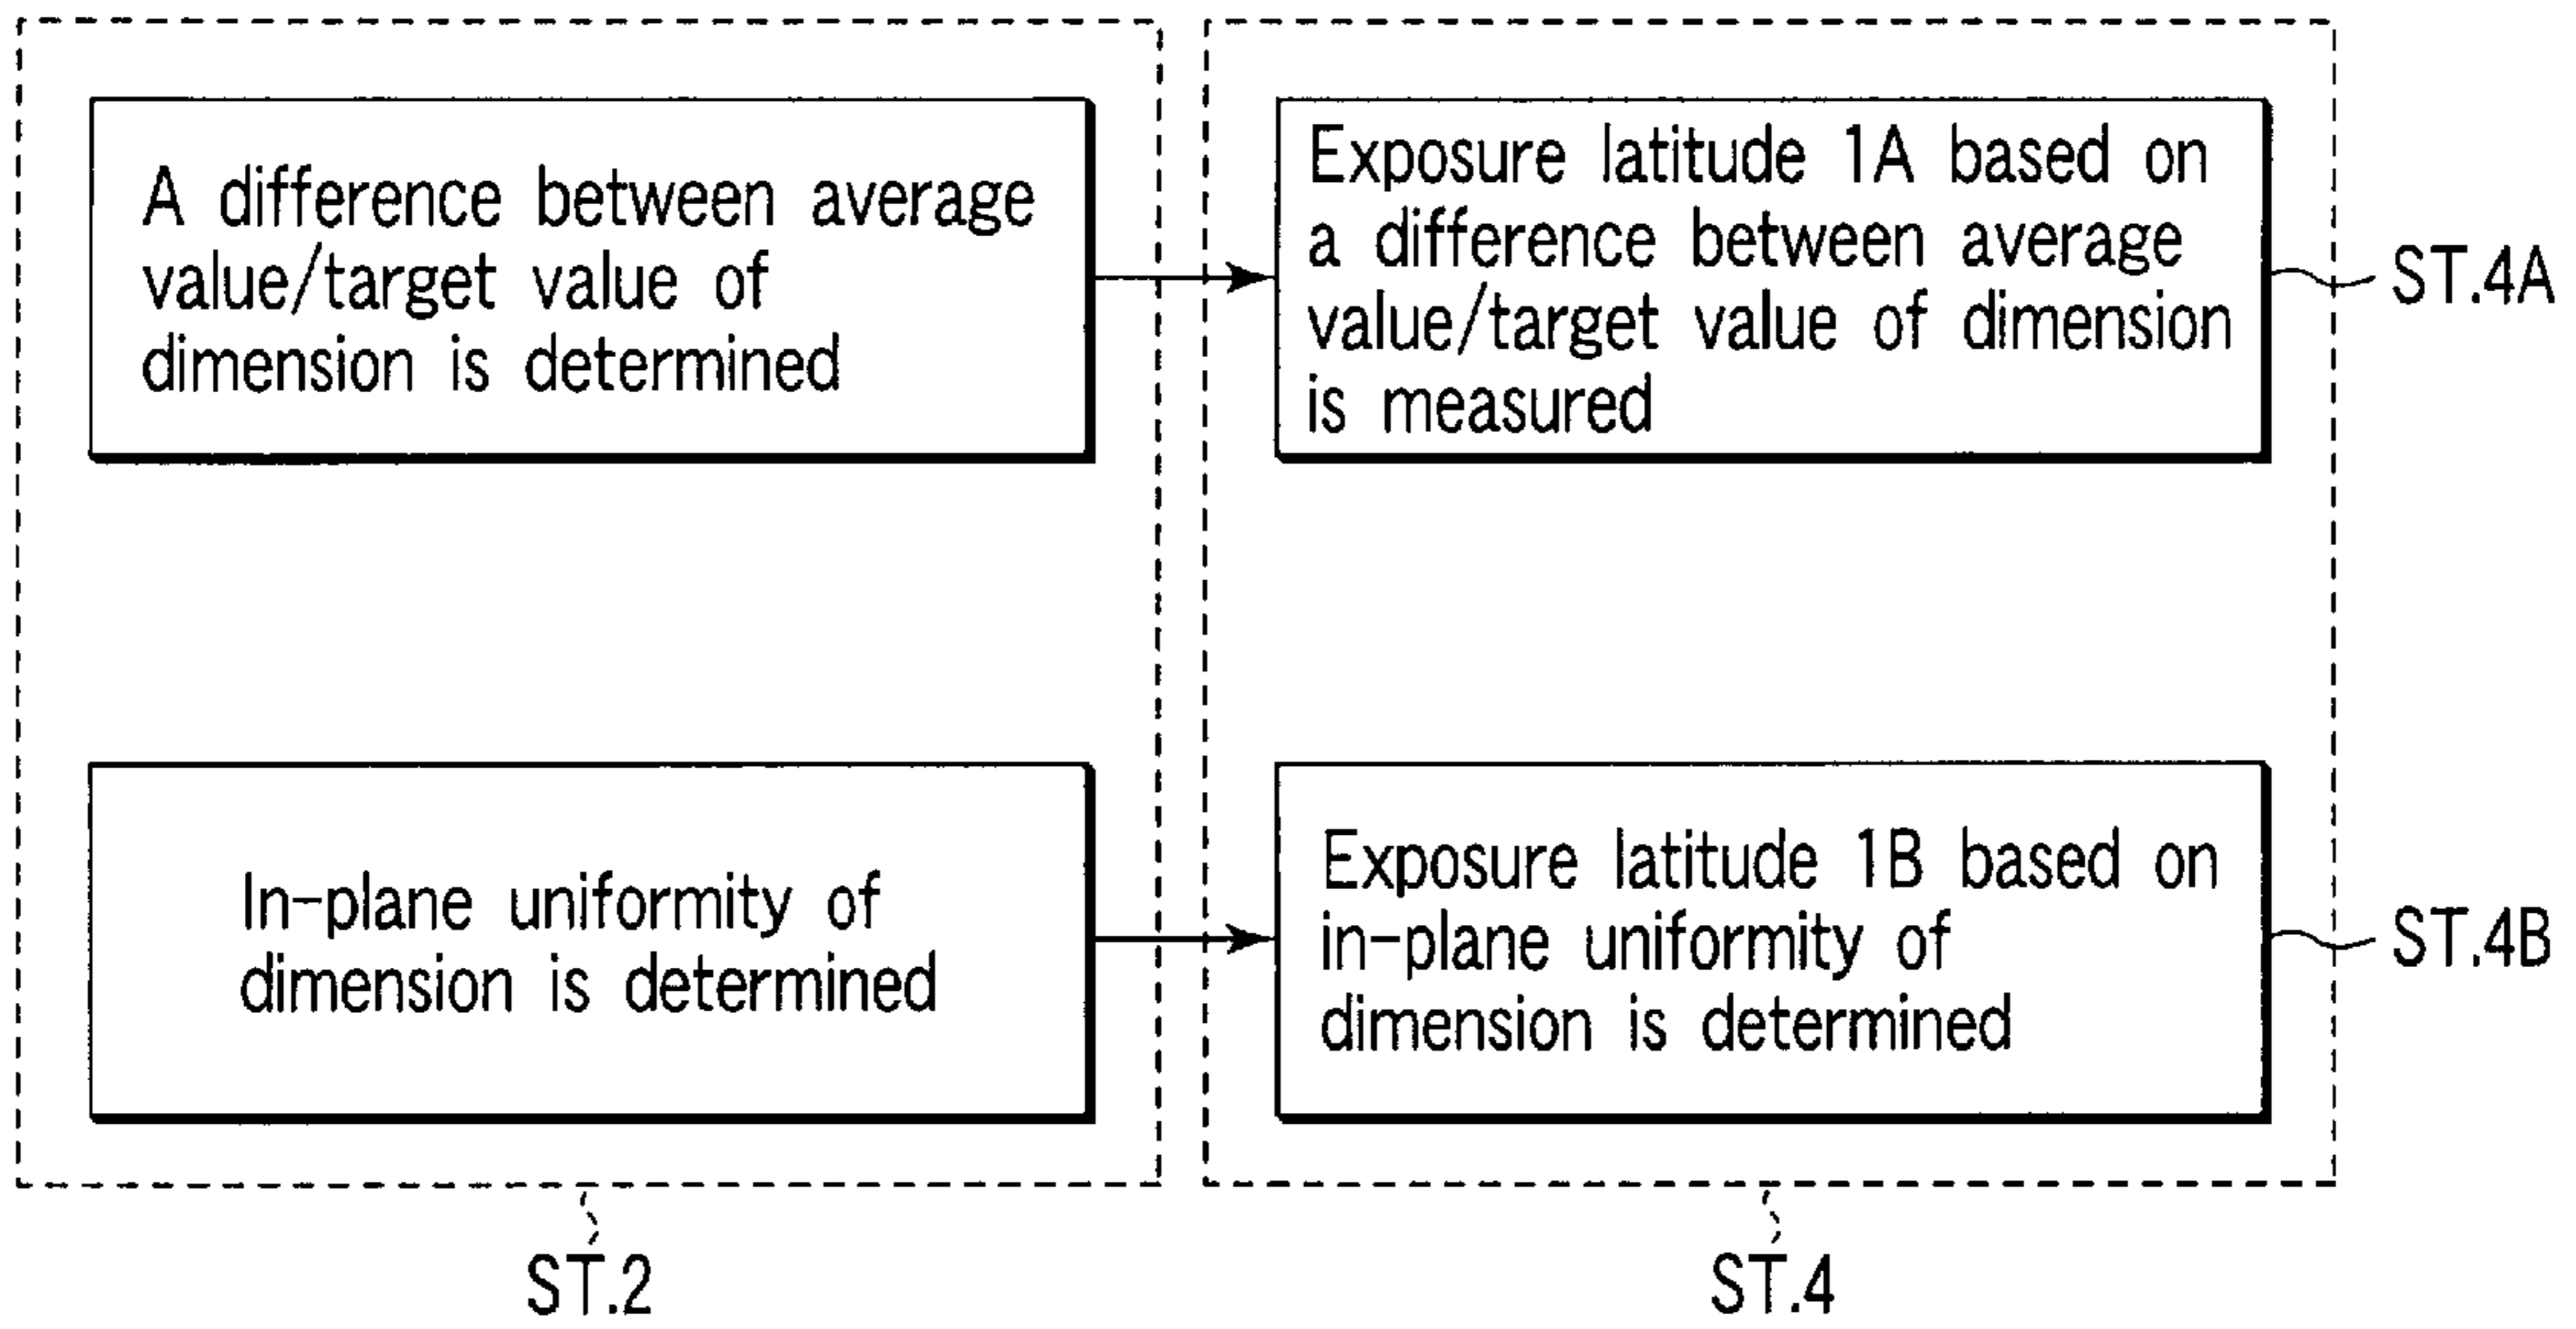 A difference between average
value/target value of
dimension is determined
Exposure latitude 1A based on
a difference between average
value/target value of dimension
is measured
ST.4A
In-plane uniformity of
dimension is determined
Exposure latitude 1B based on
in-plane uniformity of
dimension is determined
ST.4B
ST.2
ST.4